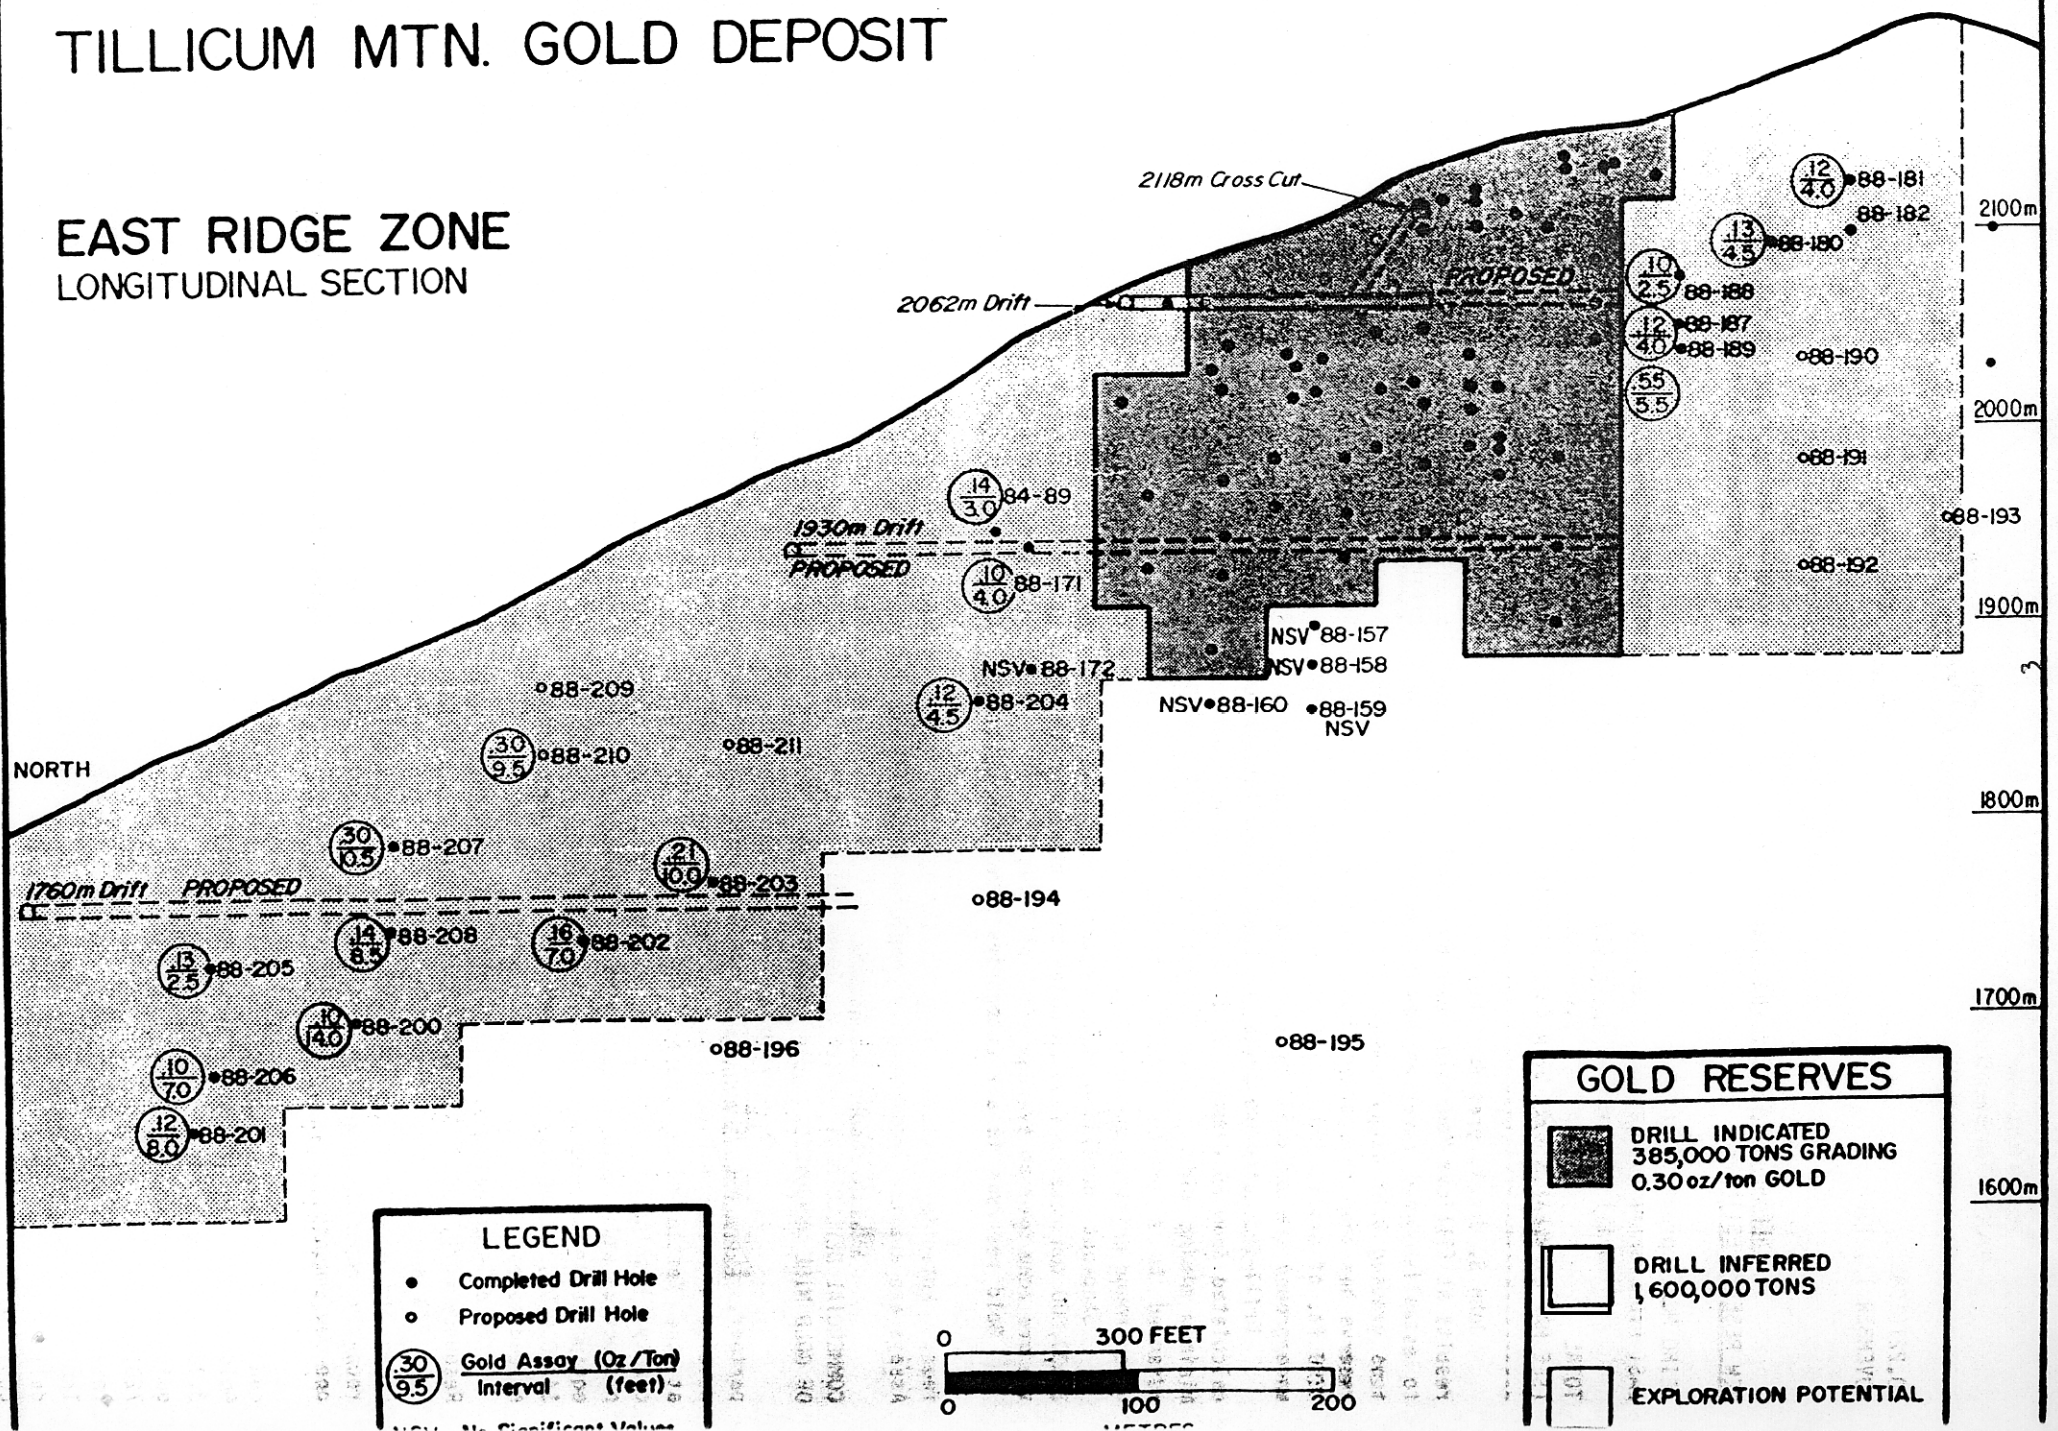 TILLICUM MTN. GOLD DEPOSIT
EAST RIDGE ZONE
LONGITUDINAL SECTION
2118m Cross Cut
2062m Drift
PROPOSED
.12
4.0
88-181
88-182
.13
4.5
88-180
.10
2.5
88-188
88-187
.12
4.0
88-189
.55
5.5
88-190
88-191
88-193
88-192
2100m
2000m
1900m
1800m
1700m
1600m
.14
3.0
84-89
1930m Drift
PROPOSED
.10
4.0
88-171
NSV 88-157
NSV 88-158
NSV 88-172
.12
4.5
88-204
NSV 88-160
88-159
NSV
88-209
.30
9.5
88-210
88-211
NORTH
.30
10.5
88-207
.21
10.0
88-203
1760m Drift PROPOSED
.14
8.5
88-208
.16
7.0
88-202
88-194
.13
2.5
88-205
.10
14.0
88-200
88-196
88-195
.10
7.0
88-206
.12
8.0
88-201
LEGEND
Completed Drill Hole
Proposed Drill Hole
.30
9.5
Gold Assay (Oz/Ton)
Interval (feet)
No Significant Values
0 300 FEET
0 100 200
METRES
GOLD RESERVES
DRILL INDICATED
385,000 TONS GRADING
0.30 oz/ton GOLD
DRILL INFERRED
1,600,000 TONS
EXPLORATION POTENTIAL